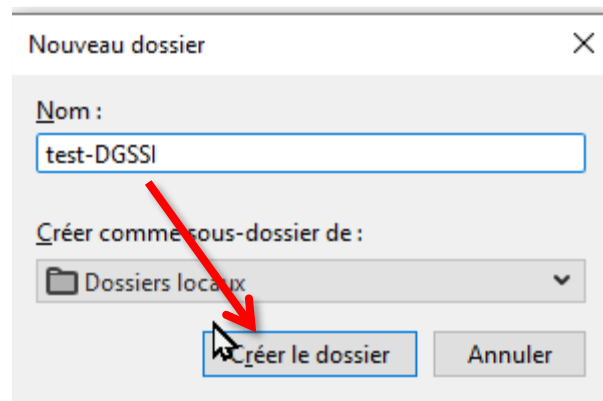 Nouveau dossier
Nom :
test-DGSSI
Créer comme sous-dossier de :
Dossiers locaux
Créer le dossier Annuler